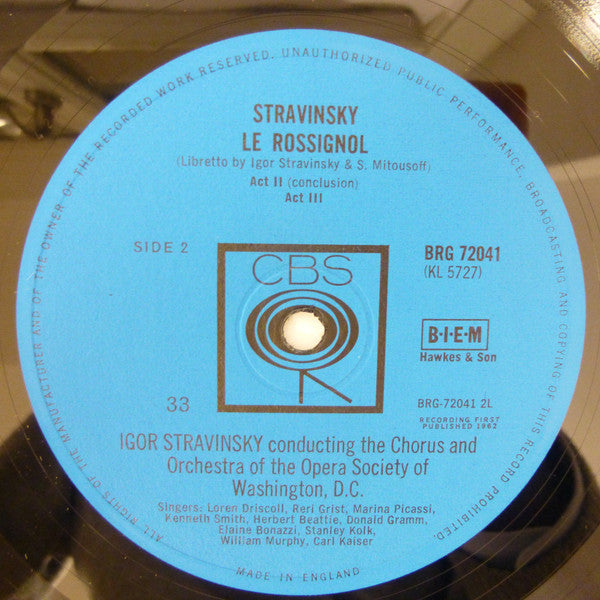 ALL RIGHTS OF THE MANUFACTURER AND OF THE OWNER OF THE RECORDED WORK RESERVED. UNAUTHORIZED PUBLIC PERFORMANCE, BROADCASTING AND COPYING OF THIS RECORD PROHIBITED.
STRAVINSKY
LE ROSSIGNOL
(Libretto by Igor Stravinsky & S. Mitousoff)
Act II (conclusion)
Act III
SIDE 2
CBS
BRG 72041
(KL 5727)
B·I·E·M
Hawkes & Son
33
BRG-72041 2L
RECORDING FIRST
PUBLISHED 1962
IGOR STRAVINSKY conducting the Chorus and
Orchestra of the Opera Society of
Washington, D.C.
Singers: Loren Driscoll, Reri Grist, Marina Picassi,
Kenneth Smith, Herbert Beattie, Donald Gramm,
Elaine Bonazzi, Stanley Kolk,
William Murphy, Carl Kaiser
MADE IN ENGLAND